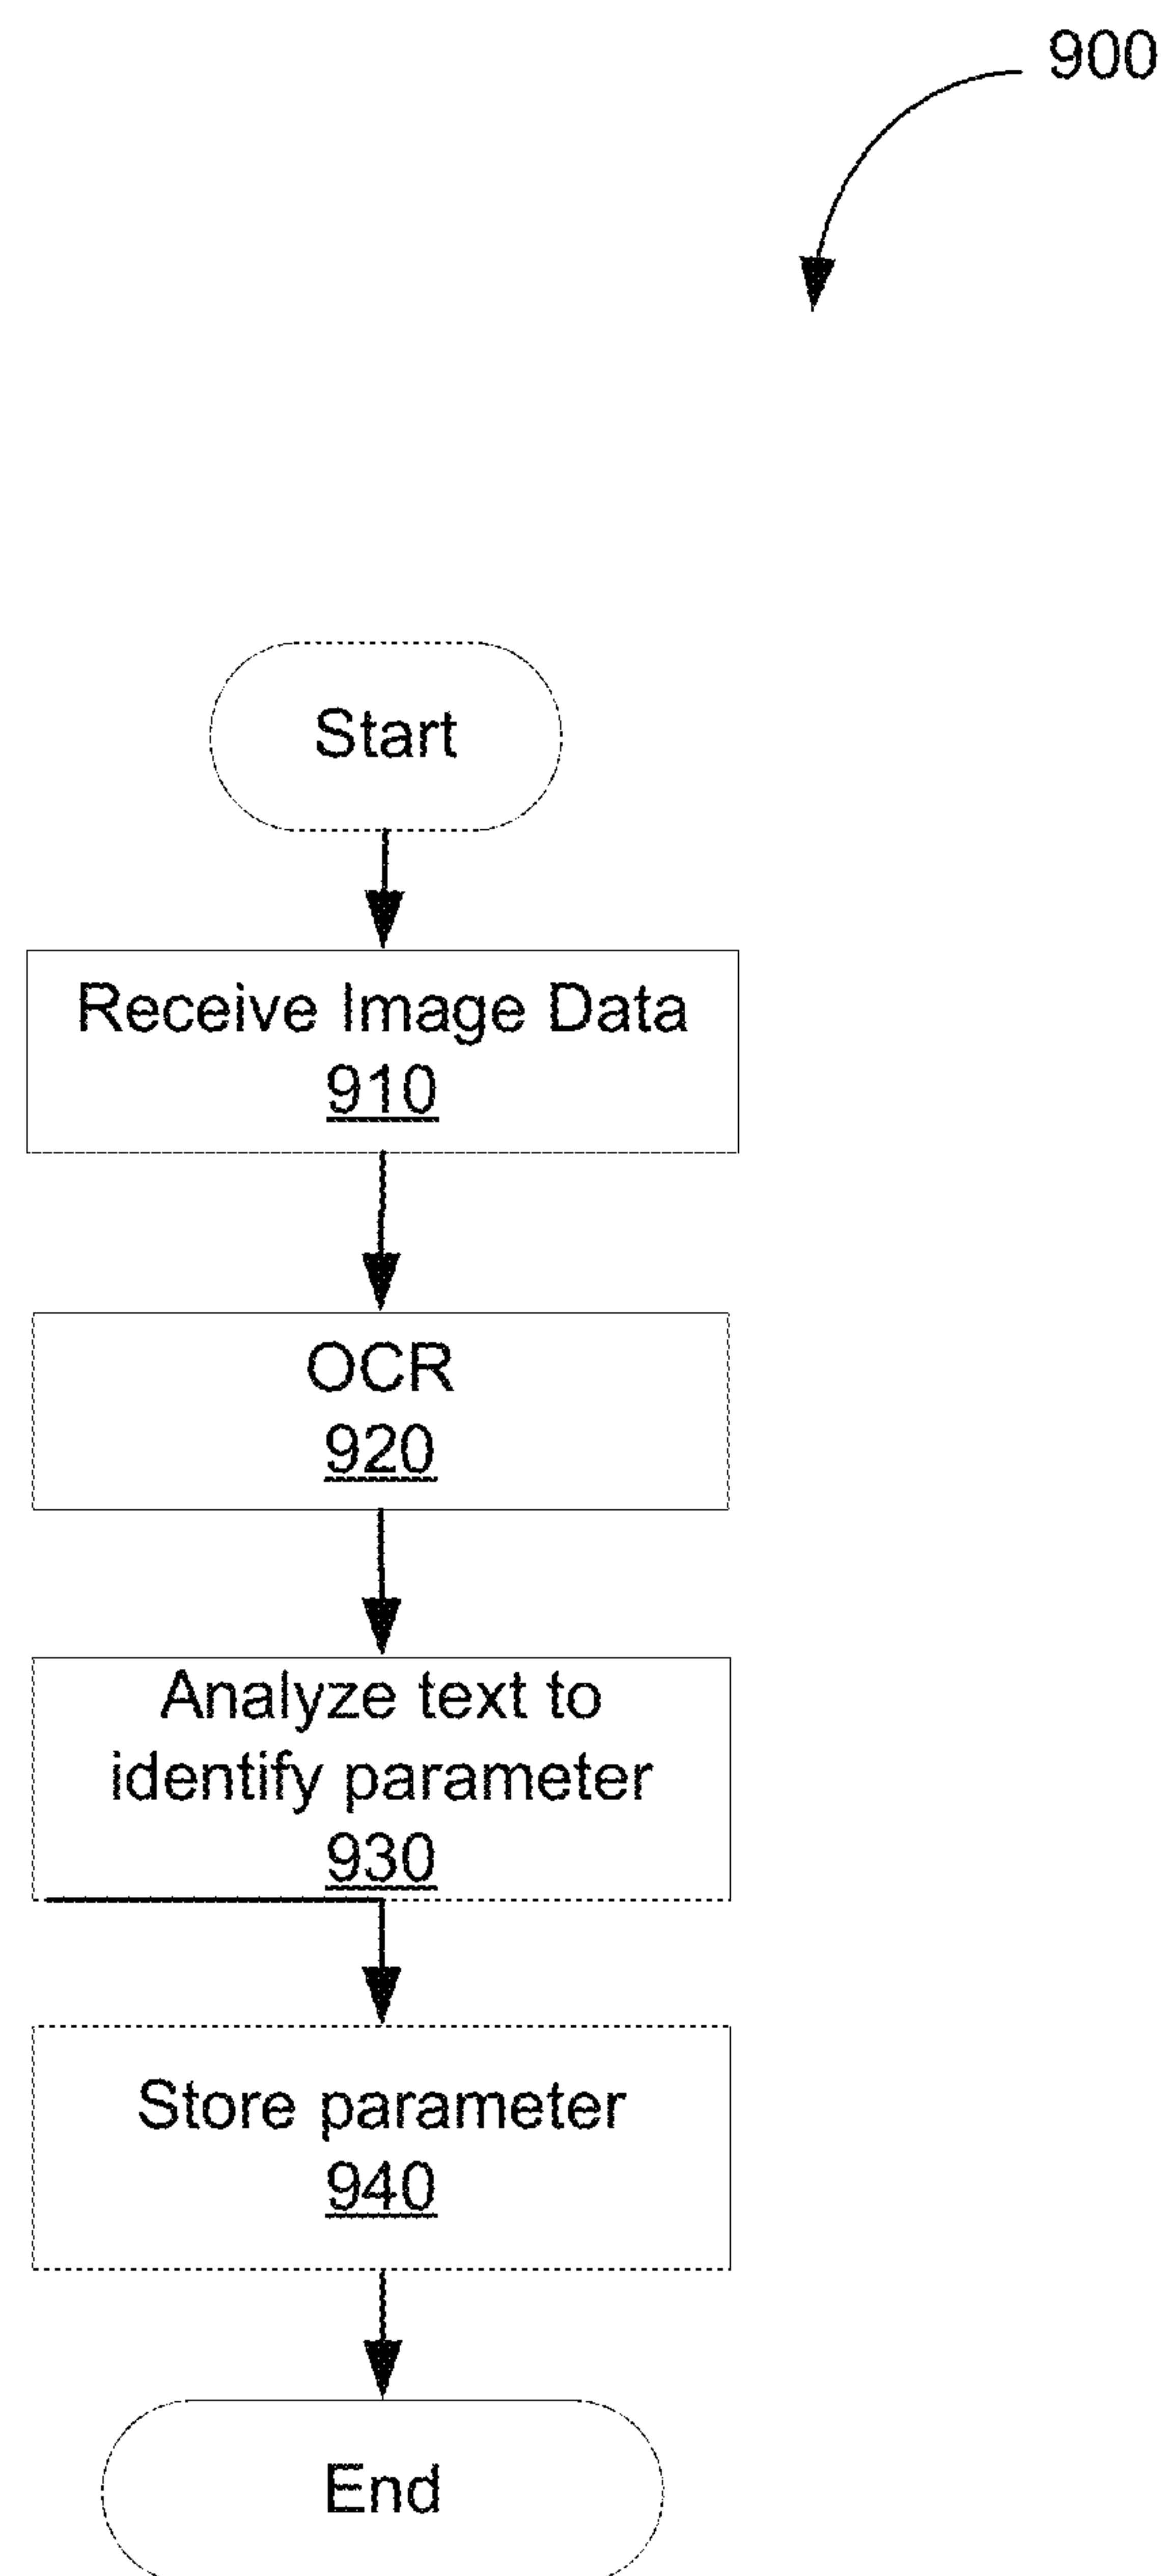 900
Start
Receive Image Data
910
OCR
920
Analyze text to
identify parameter
930
Store parameter
940
End